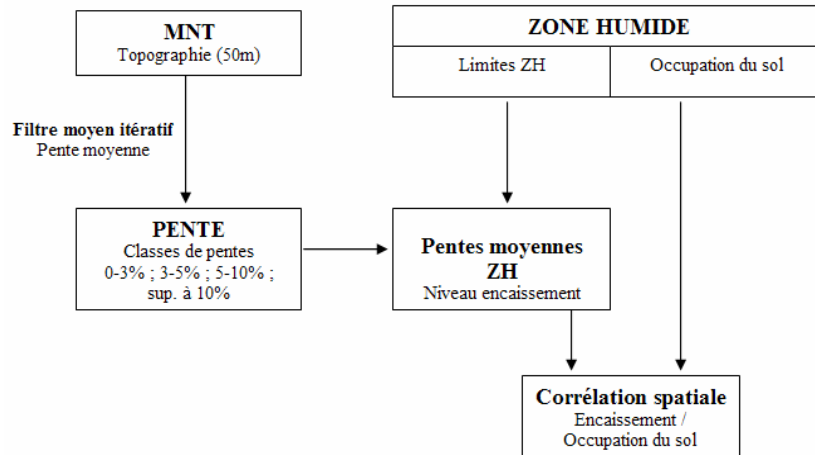 MNT
Topographie (50m)
ZONE HUMIDE
Limites ZH
Occupation du sol
Filtre moyen itératif
Pente moyenne
PENTE
Classes de pentes
0-3% ; 3-5% ; 5-10% ;
sup. à 10%
Pentes moyennes
ZH
Niveau encaissement
Corrélation spatiale
Encaissement /
Occupation du sol